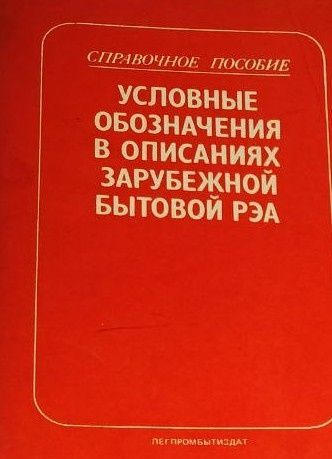 СПРАВОЧНОЕ ПОСОБИЕ
УСЛОВНЫЕ
ОБОЗНАЧЕНИЯ
В ОПИСАНИЯХ
ЗАРУБЕЖНОЙ
БЫТОВОЙ РЭА
ЛЕГПРОМБЫТИЗДАТ